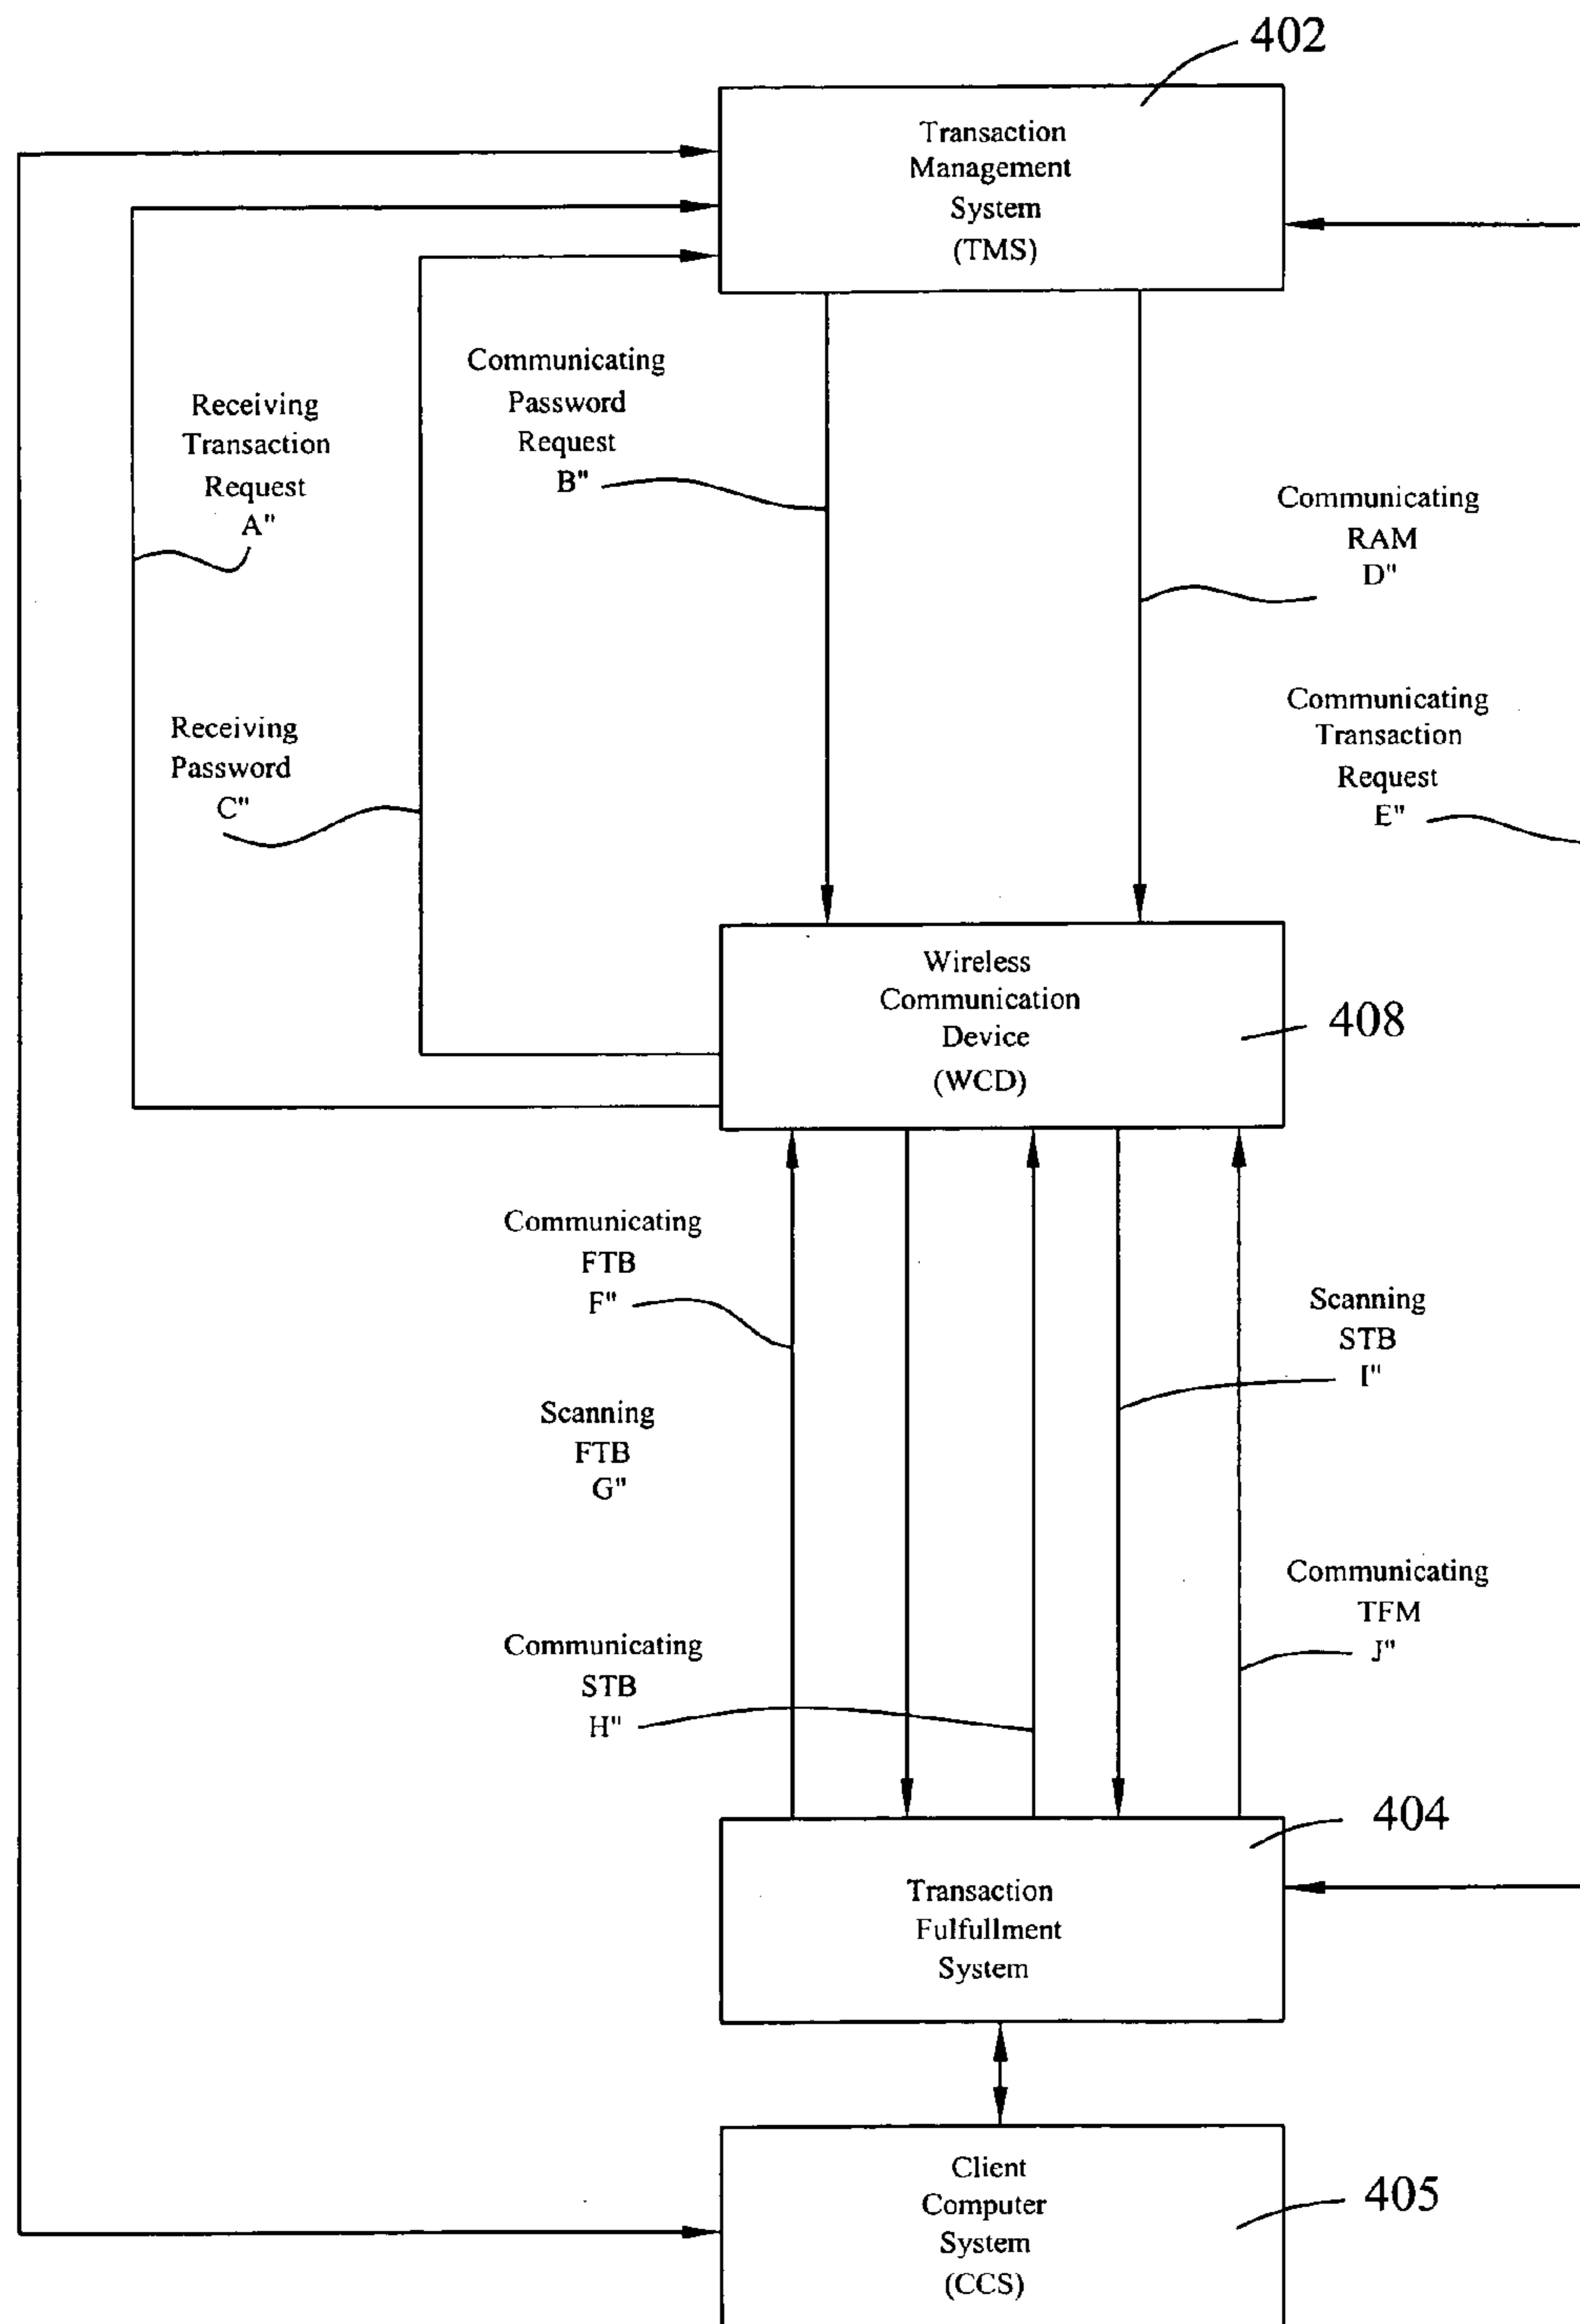 402
Transaction
Management
System
(TMS)
Communicating
Password
Request
B"
Receiving
Transaction
Request
A"
Communicating
RAM
D"
Communicating
Transaction
Request
E"
Receiving
Password
C"
Wireless
Communication
Device
(WCD)
408
Communicating
FTB
F"
Scanning
STB
I"
Scanning
FTB
G"
Communicating
TFM
J"
Communicating
STB
H"
404
Transaction
Fulfullment
System
Client
Computer
System
(CCS)
405